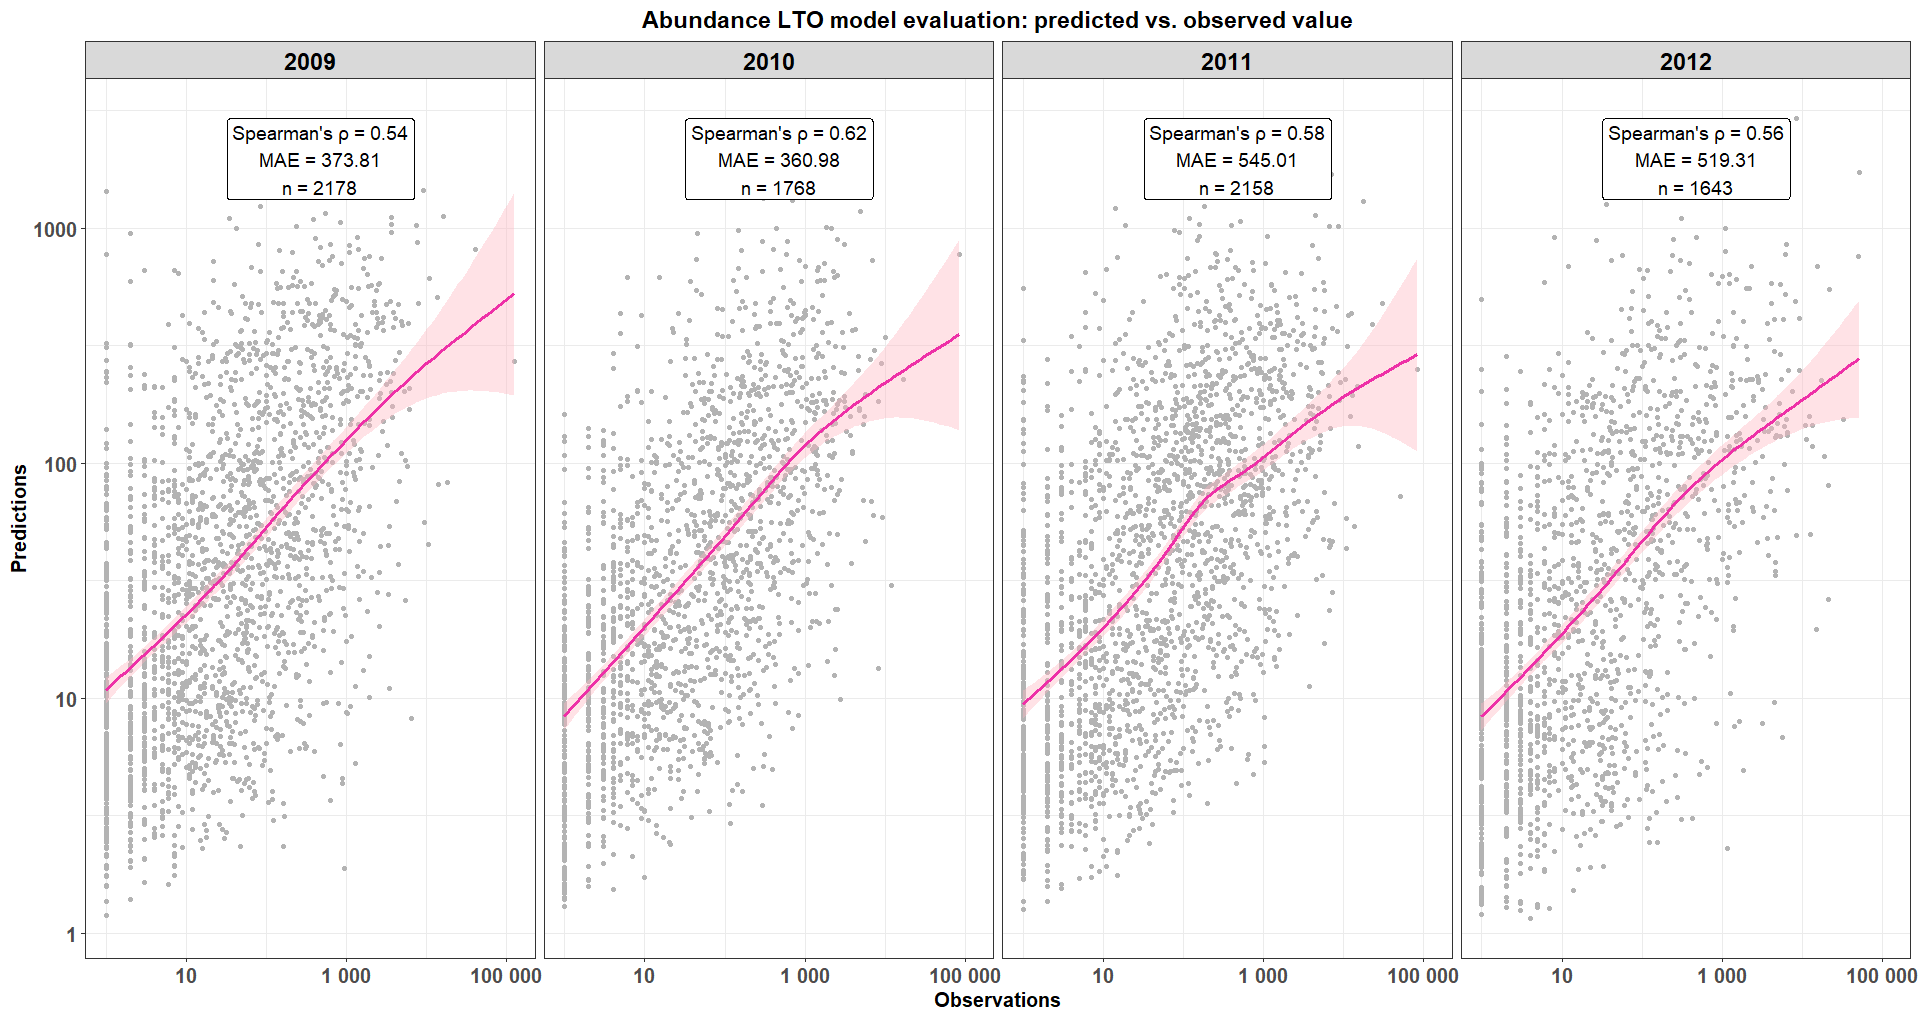 Abundance LTO model evaluation: predicted vs. observed value
2009
2010
2011
2012
Spearman's ρ = 0.54
MAE = 373.81
n = 2178
Spearman's ρ = 0.62
MAE = 360.98
n = 1768
Spearman's ρ = 0.58
MAE = 545.01
n = 2158
Spearman's ρ = 0.56
MAE = 519.31
n = 1643
Predictions
1000
100
10
1
10
1 000
100 000
10
1 000
100 000
10
1 000
100 000
10
1 000
100 000
Observations